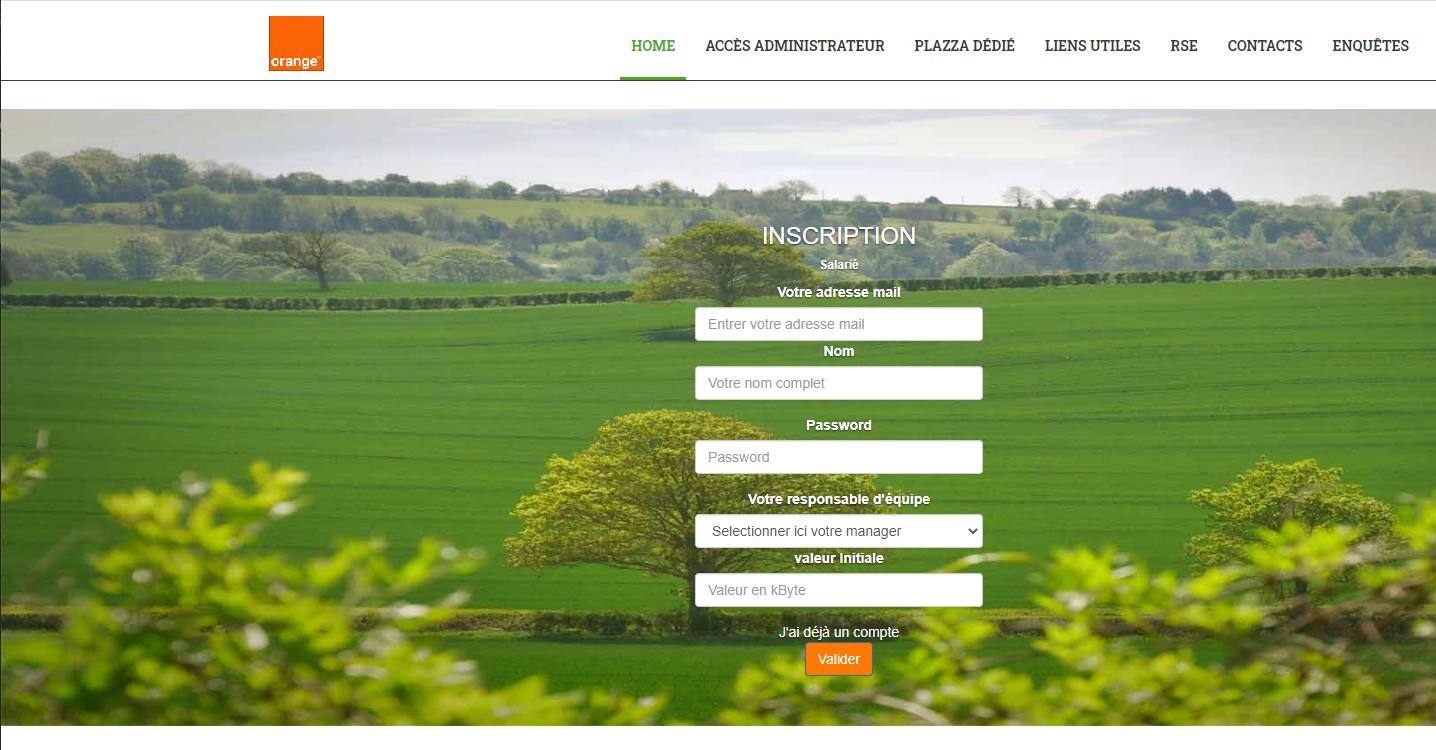 orange™
HOME ACCÈS ADMINISTRATEUR PLAZZA DÉDIÉ LIENS UTILES RSE CONTACTS ENQUÊTES
INSCRIPTION
Salarié
Votre adresse mail
Entrer votre adresse mail
Nom
Votre nom complet
Password
Password
Votre responsable d'équipe
Selectionner ici votre manager
valeur Initiale
Valeur en kByte
J'ai déjà un compte
Valider